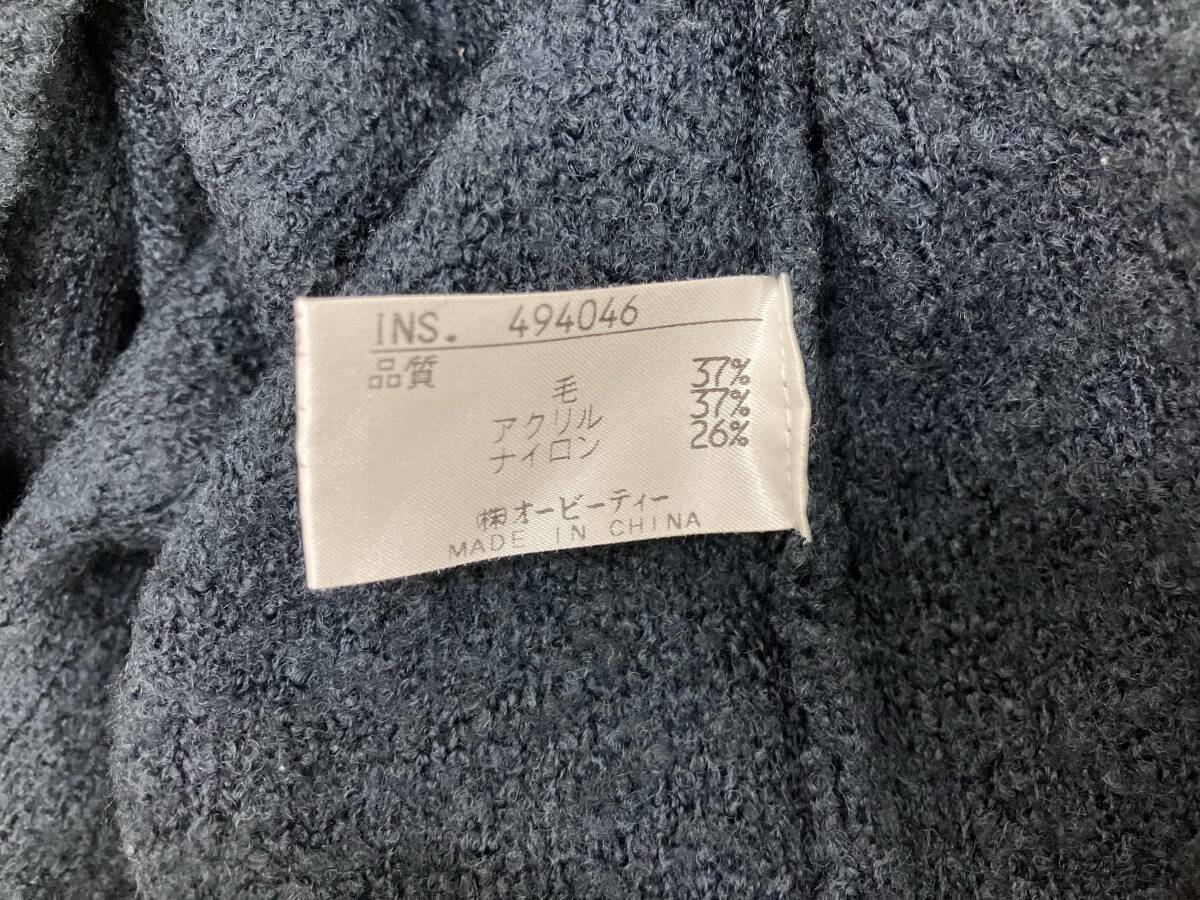 INS. 494046
品質
毛 37%
アクリル 37%
ナイロン 26%
㈱オービーティー
MADE IN CHINA